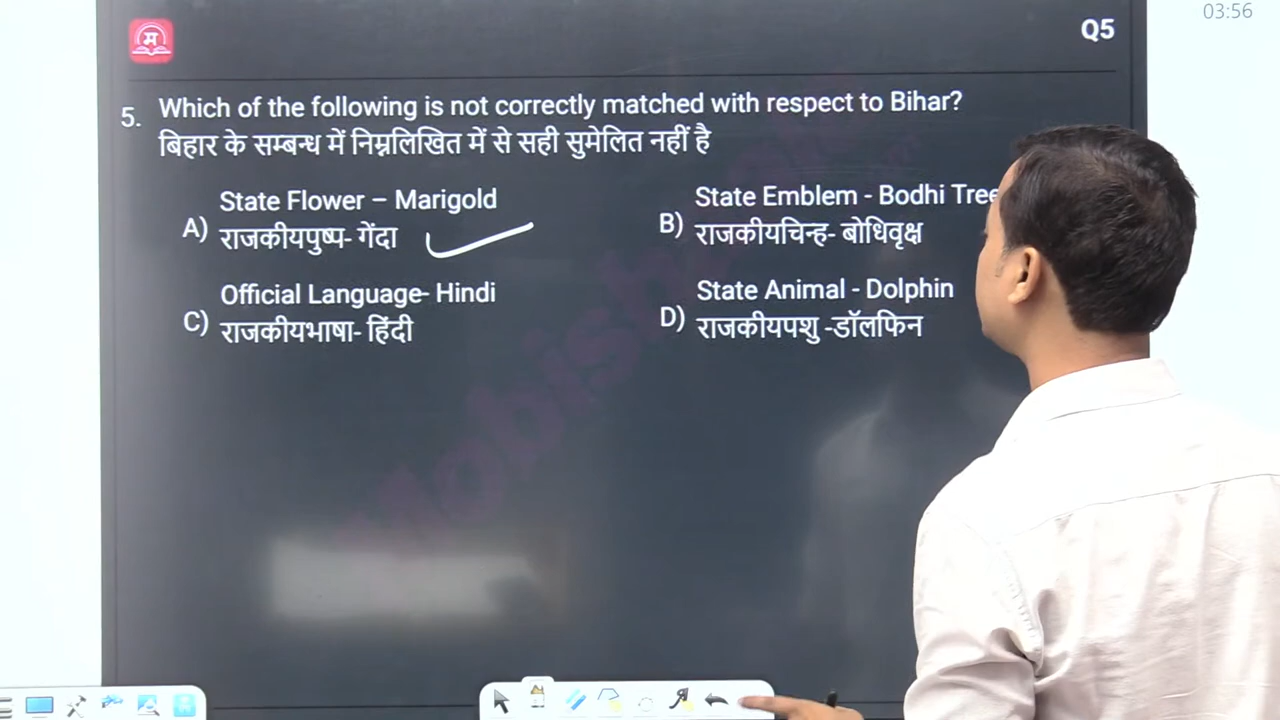 03:56
म
Q5
5. Which of the following is not correctly matched with respect to Bihar?
बिहार के सम्बन्ध में निम्नलिखित में से सही सुमेलित नहीं है
A) State Flower – Marigold
राजकीयपुष्प- गेंदा
B) State Emblem - Bodhi Tree
राजकीयचिन्ह- बोधिवृक्ष
C) Official Language- Hindi
राजकीयभाषा- हिंदी
D) State Animal - Dolphin
राजकीयपशु -डॉलफिन